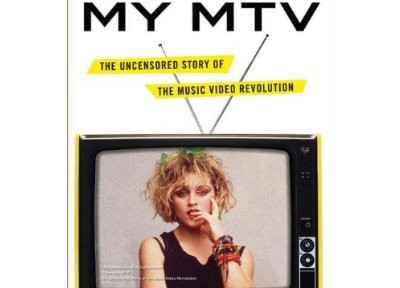 MY MTV
THE UNCENSORED STORY OF
THE MUSIC VIDEO REVOLUTION